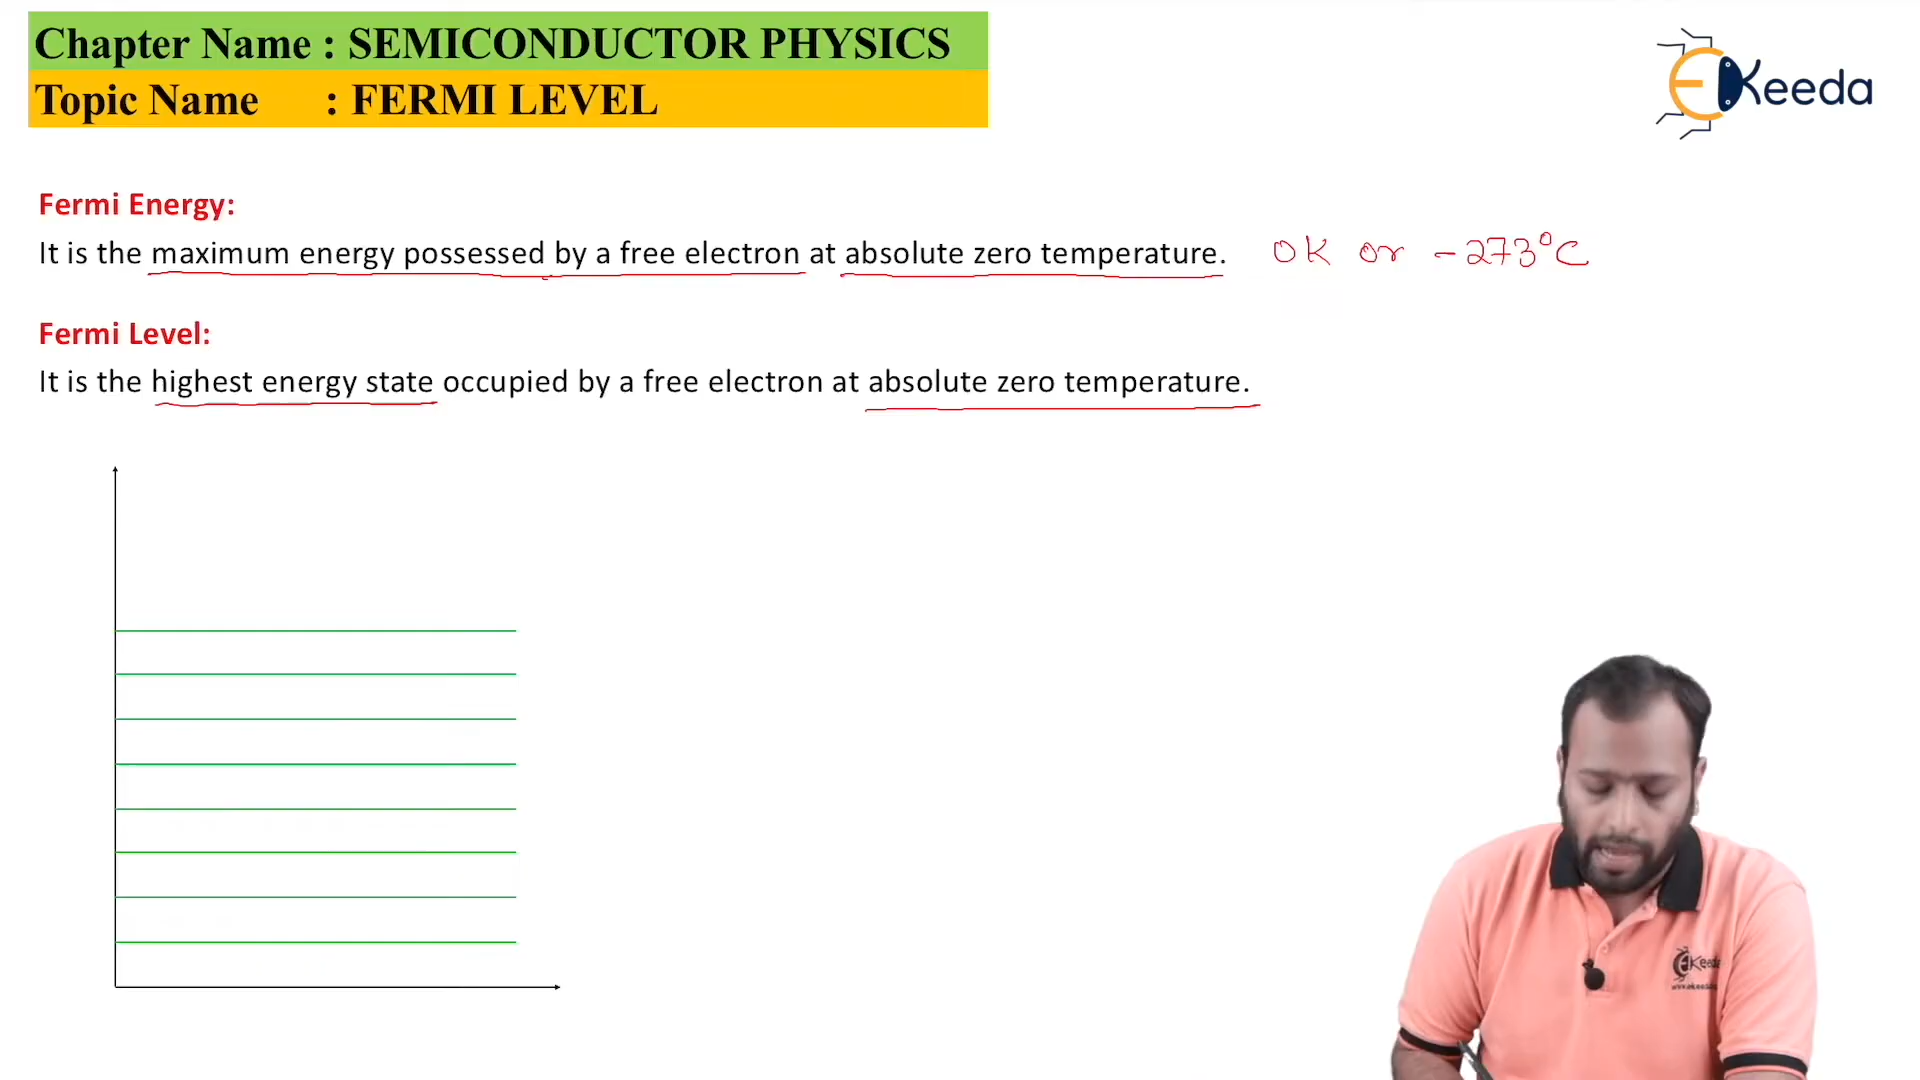 Chapter Name : SEMICONDUCTOR PHYSICS
Topic Name : FERMI LEVEL
EKeeda
Fermi Energy:
It is the maximum energy possessed by a free electron at absolute zero temperature. 0K or -273°C
Fermi Level:
It is the highest energy state occupied by a free electron at absolute zero temperature.
EKeeda